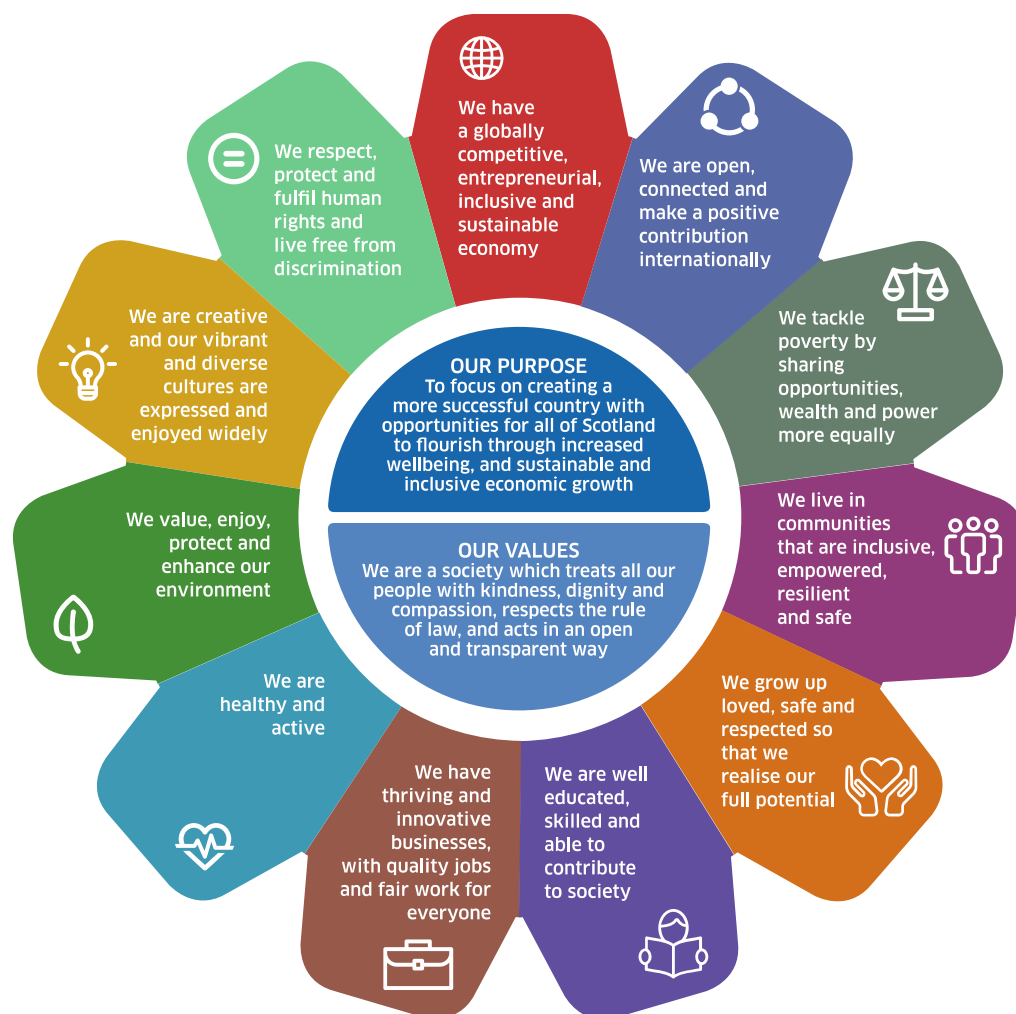 We have
a globally
competitive,
entrepreneurial,
inclusive and
sustainable
economy
We are open,
connected and
make a positive
contribution
internationally
We tackle
poverty by
sharing
opportunities,
wealth and power
more equally
We live in
communities
that are inclusive,
empowered,
resilient
and safe
We grow up
loved, safe and
respected so
that we
realise our
full potential
We are well
educated,
skilled and
able to
contribute
to society
We have
thriving and
innovative
businesses,
with quality jobs
and fair work for
everyone
We are
healthy and
active
We value, enjoy,
protect and
enhance our
environment
We are creative
and our vibrant
and diverse
cultures are
expressed and
enjoyed widely
We respect,
protect and
fulfil human
rights and
live free from
discrimination
OUR PURPOSE
To focus on creating a
more successful country with
opportunities for all of Scotland
to flourish through increased
wellbeing, and sustainable and
inclusive economic growth
OUR VALUES
We are a society which treats all our
people with kindness, dignity and
compassion, respects the rule
of law, and acts in an open
and transparent way